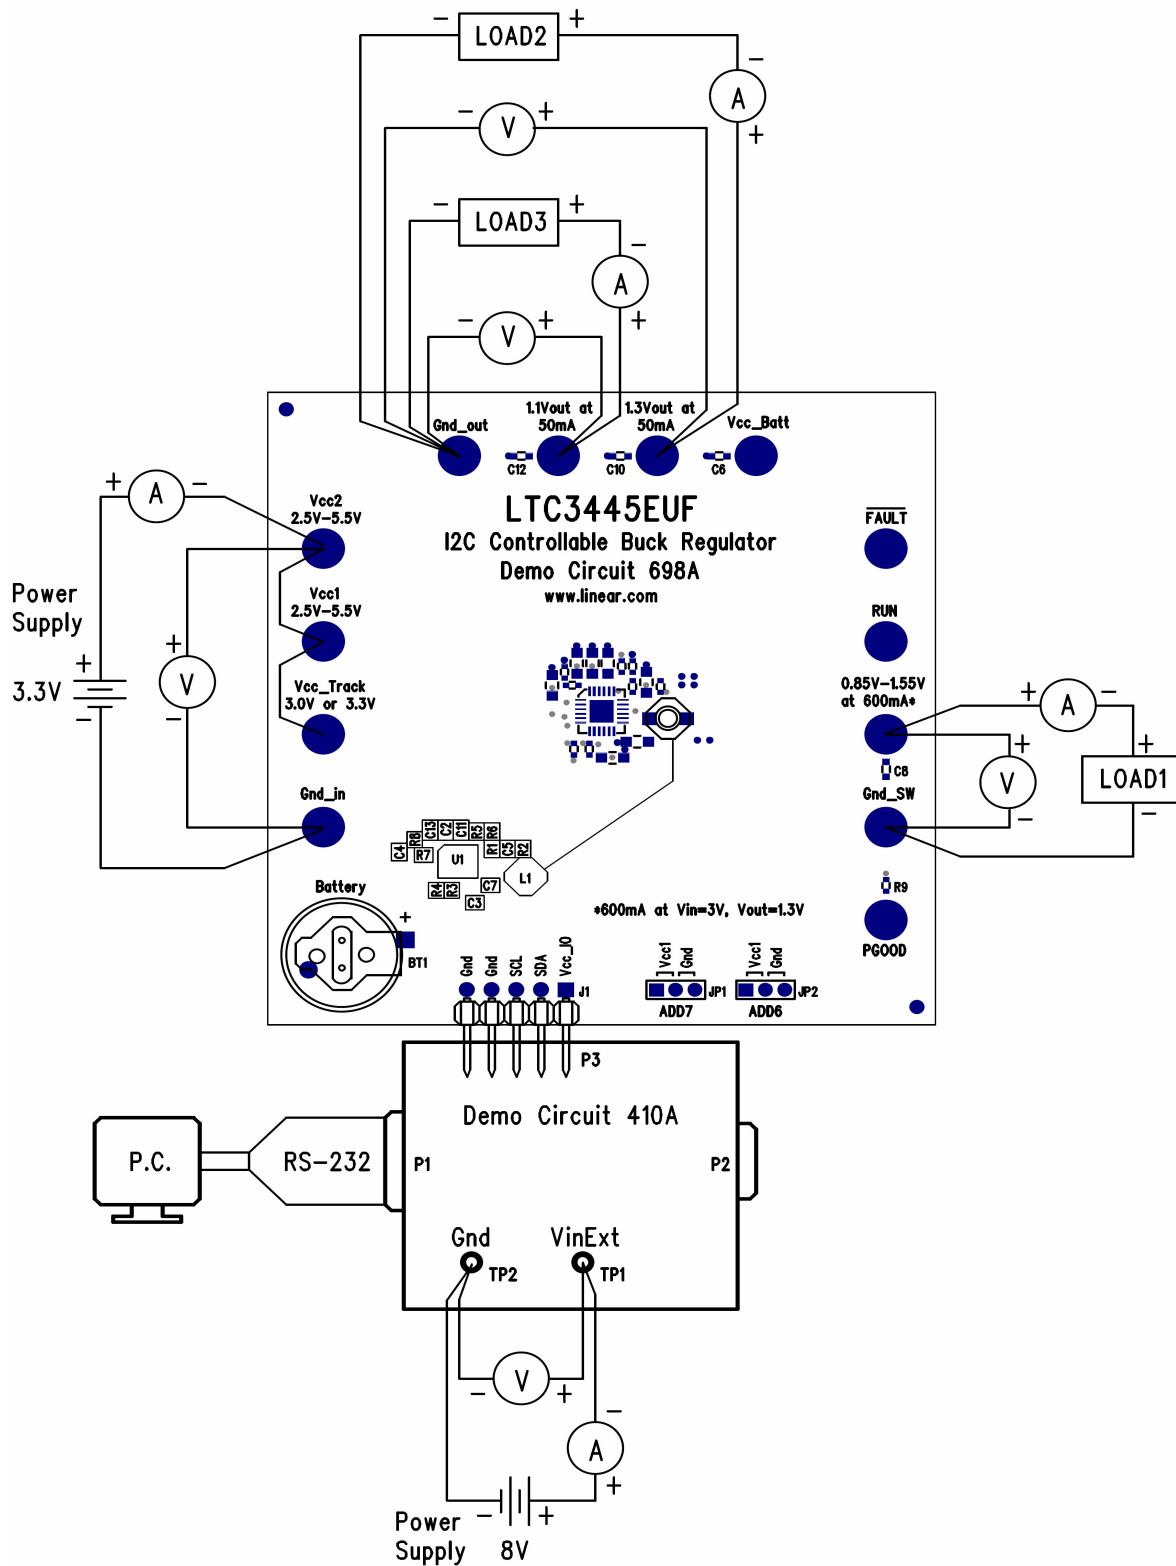 - LOAD2 +
-
A
+
- V +
- LOAD3 +
-
A
+
- V +
Gnd_out
1.1Vout at
50mA
1.3Vout at
50mA
Vcc_Batt
C12
C10
C6
+ A -
Vcc2
2.5V-5.5V
LTC3445EUF
I2C Controllable Buck Regulator
Demo Circuit 698A
www.linear.com
FAULT
Power
Supply
+
3.3V
-
+
V
-
Vcc1
2.5V-5.5V
RUN
Vcc_Track
3.0V or 3.3V
0.85V-1.55V
at 600mA*
+ A -
+
V
-
+
LOAD1
-
C8
Gnd_in
Gnd_SW
C13
C2
C11
R5
R6
R8
C4
R7
U1
R1
C5
R2
L1
R4
R3
C7
C3
R9
Battery
+
BT1
*600mA at Vin=3V, Vout=1.3V
PGOOD
Gnd
Gnd
SCL
SDA
Vcc_IO
J1
Vcc1
Gnd
JP1
ADD7
Vcc1
Gnd
JP2
ADD6
P3
Demo Circuit 410A
P.C.
RS-232
P1
P2
Gnd
TP2
VinExt
TP1
- V +
-
A
+
- +
Power
Supply
8V